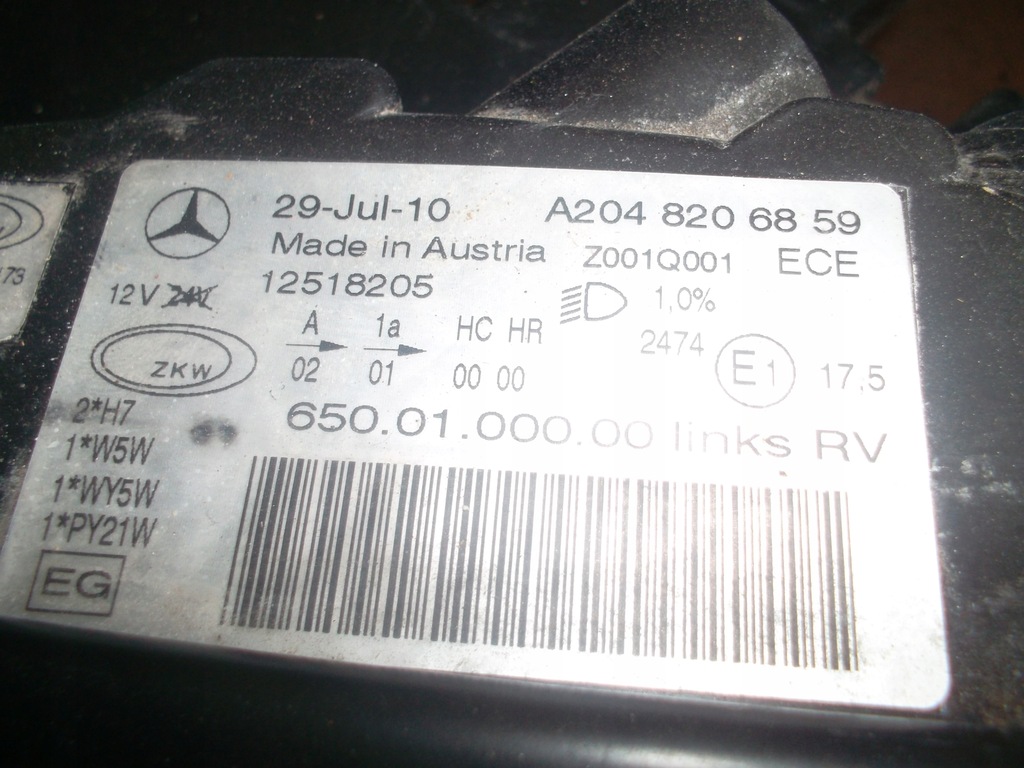 29-Jul-10 A204 820 68 59
Made in Austria Z001Q001 ECE
12518205
12V 24V
1,0%
A 1a HC HR
2474 E1 17,5
02 01 00 00
ZKW
650.01.000.00 links RV
2*H7
1*W5W
1*WY5W
1*PY21W
EG
73